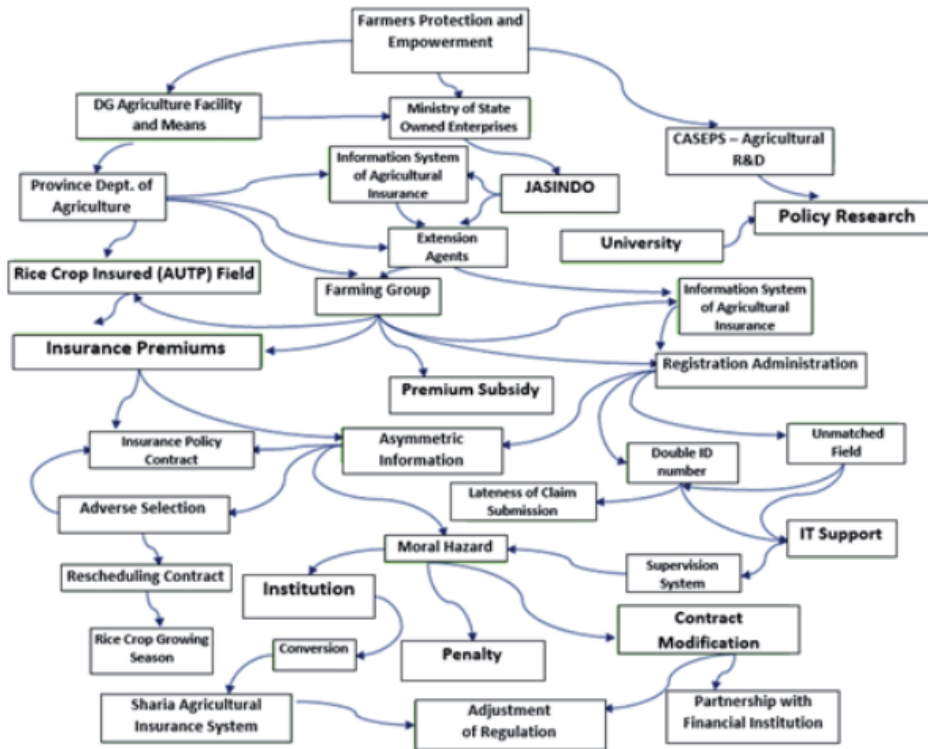 Farmers Protection and
Empowerment
DG Agriculture Facility
and Means
Ministry of State
Owned Enterprises
CASEPS – Agricultural
R&D
Province Dept. of
Agriculture
Information System
of Agricultural
Insurance
JASINDO
Policy Research
University
Extension
Agents
Rice Crop Insured (AUTP) Field
Farming Group
Information System
of Agricultural
Insurance
Insurance Premiums
Registration Administration
Premium Subsidy
Insurance Policy
Contract
Asymmetric
Information
Double ID
number
Unmatched
Field
Lateness of Claim
Submission
Adverse Selection
IT Support
Moral Hazard
Supervision
System
Rescheduling Contract
Institution
Contract
Modification
Rice Crop Growing
Season
Conversion
Penalty
Sharia Agricultural
Insurance System
Adjustment
of Regulation
Partnership with
Financial Institution